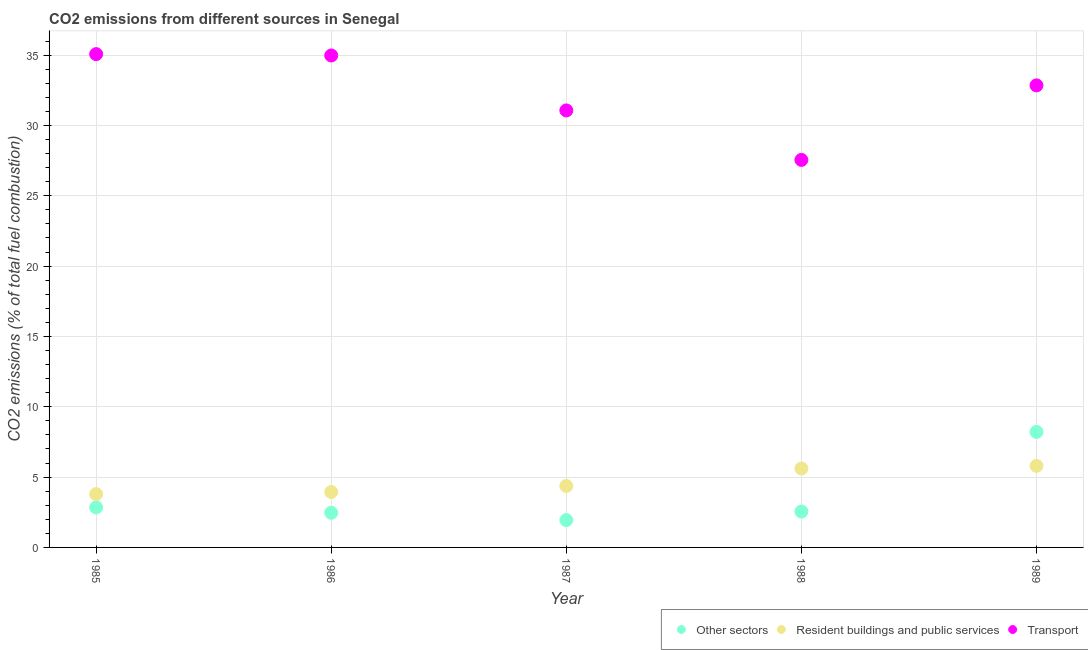 CO2 emissions from different sources in Senegal
CO2 emissions (% of total fuel combustion)
35
30
25
20
15
10
5
0
1985
1986
1987
1988
1989
Year
Other sectors
Resident buildings and public services
Transport